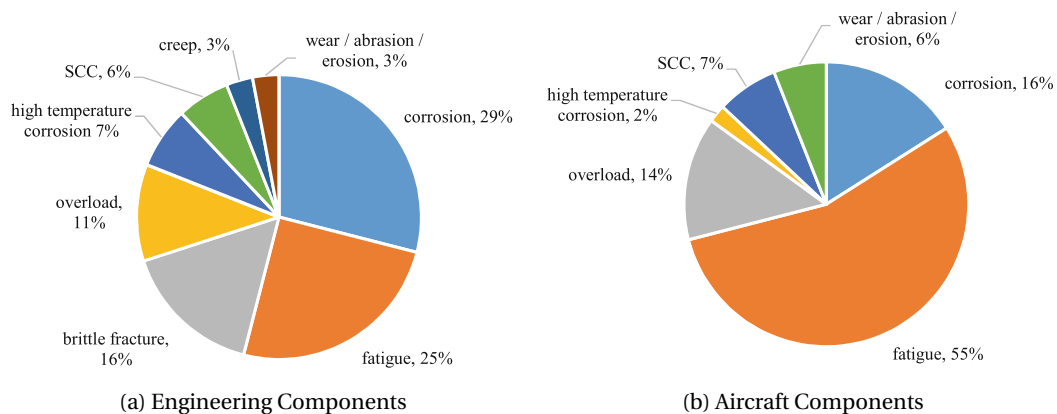 creep, 3%
wear / abrasion /
erosion, 3%
SCC, 6%
high temperature
corrosion 7%
corrosion, 29%
overload,
11%
brittle fracture,
16%
fatigue, 25%
(a) Engineering Components
wear / abrasion /
erosion, 6%
SCC, 7%
corrosion, 16%
high temperature
corrosion, 2%
overload, 14%
fatigue, 55%
(b) Aircraft Components